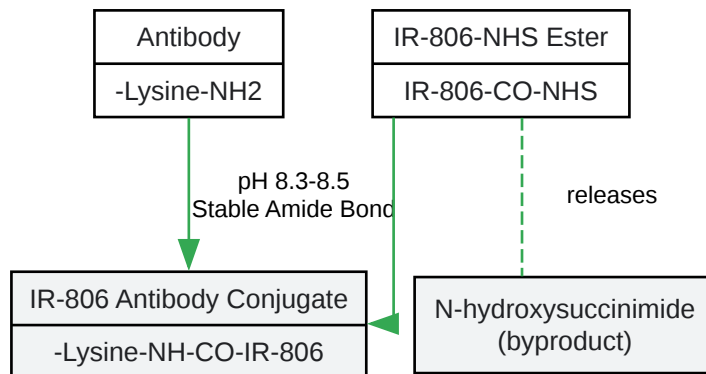 Antibody
-Lysine-NH2
IR-806-NHS Ester
IR-806-CO-NHS
pH 8.3-8.5
Stable Amide Bond
releases
IR-806 Antibody Conjugate
-Lysine-NH-CO-IR-806
N-hydroxysuccinimide
(byproduct)